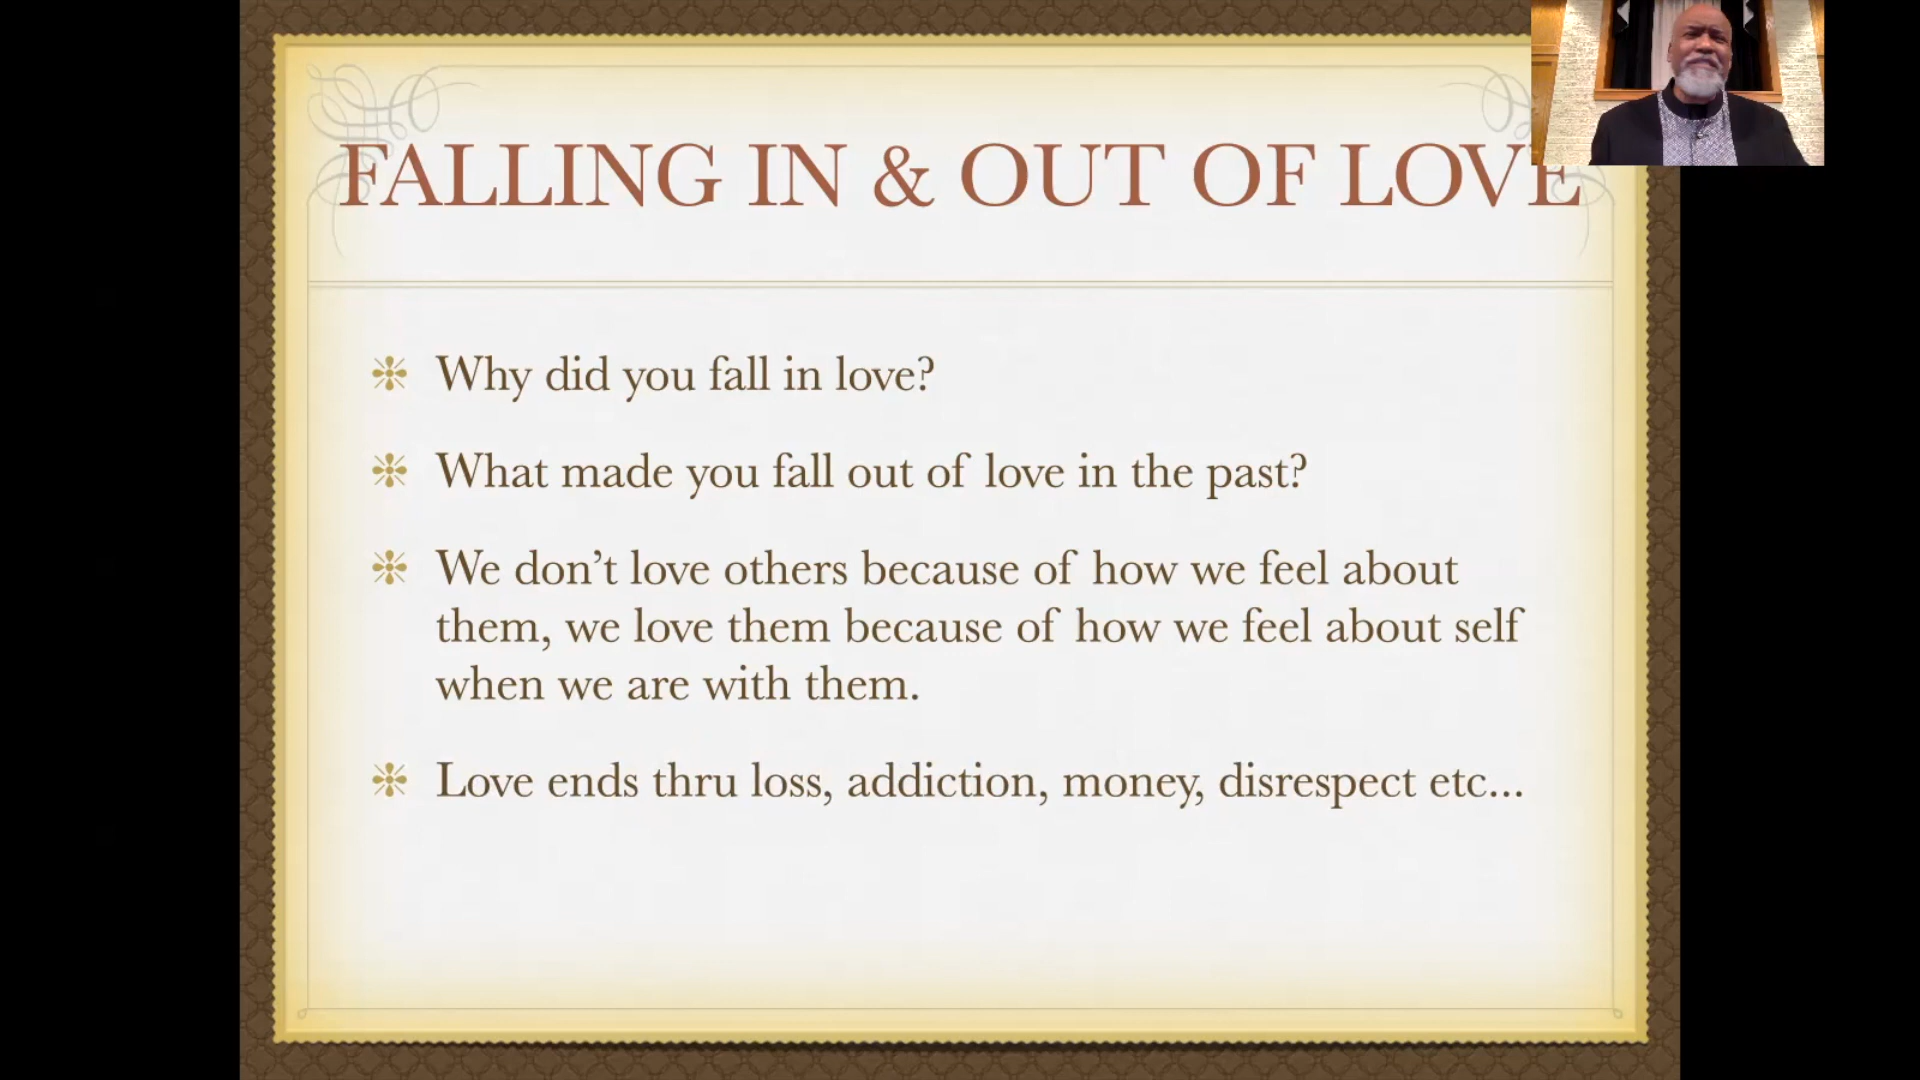 FALLING IN & OUT OF LOVE
Why did you fall in love?
What made you fall out of love in the past?
We don’t love others because of how we feel about
them, we love them because of how we feel about self
when we are with them.
Love ends thru loss, addiction, money, disrespect etc...